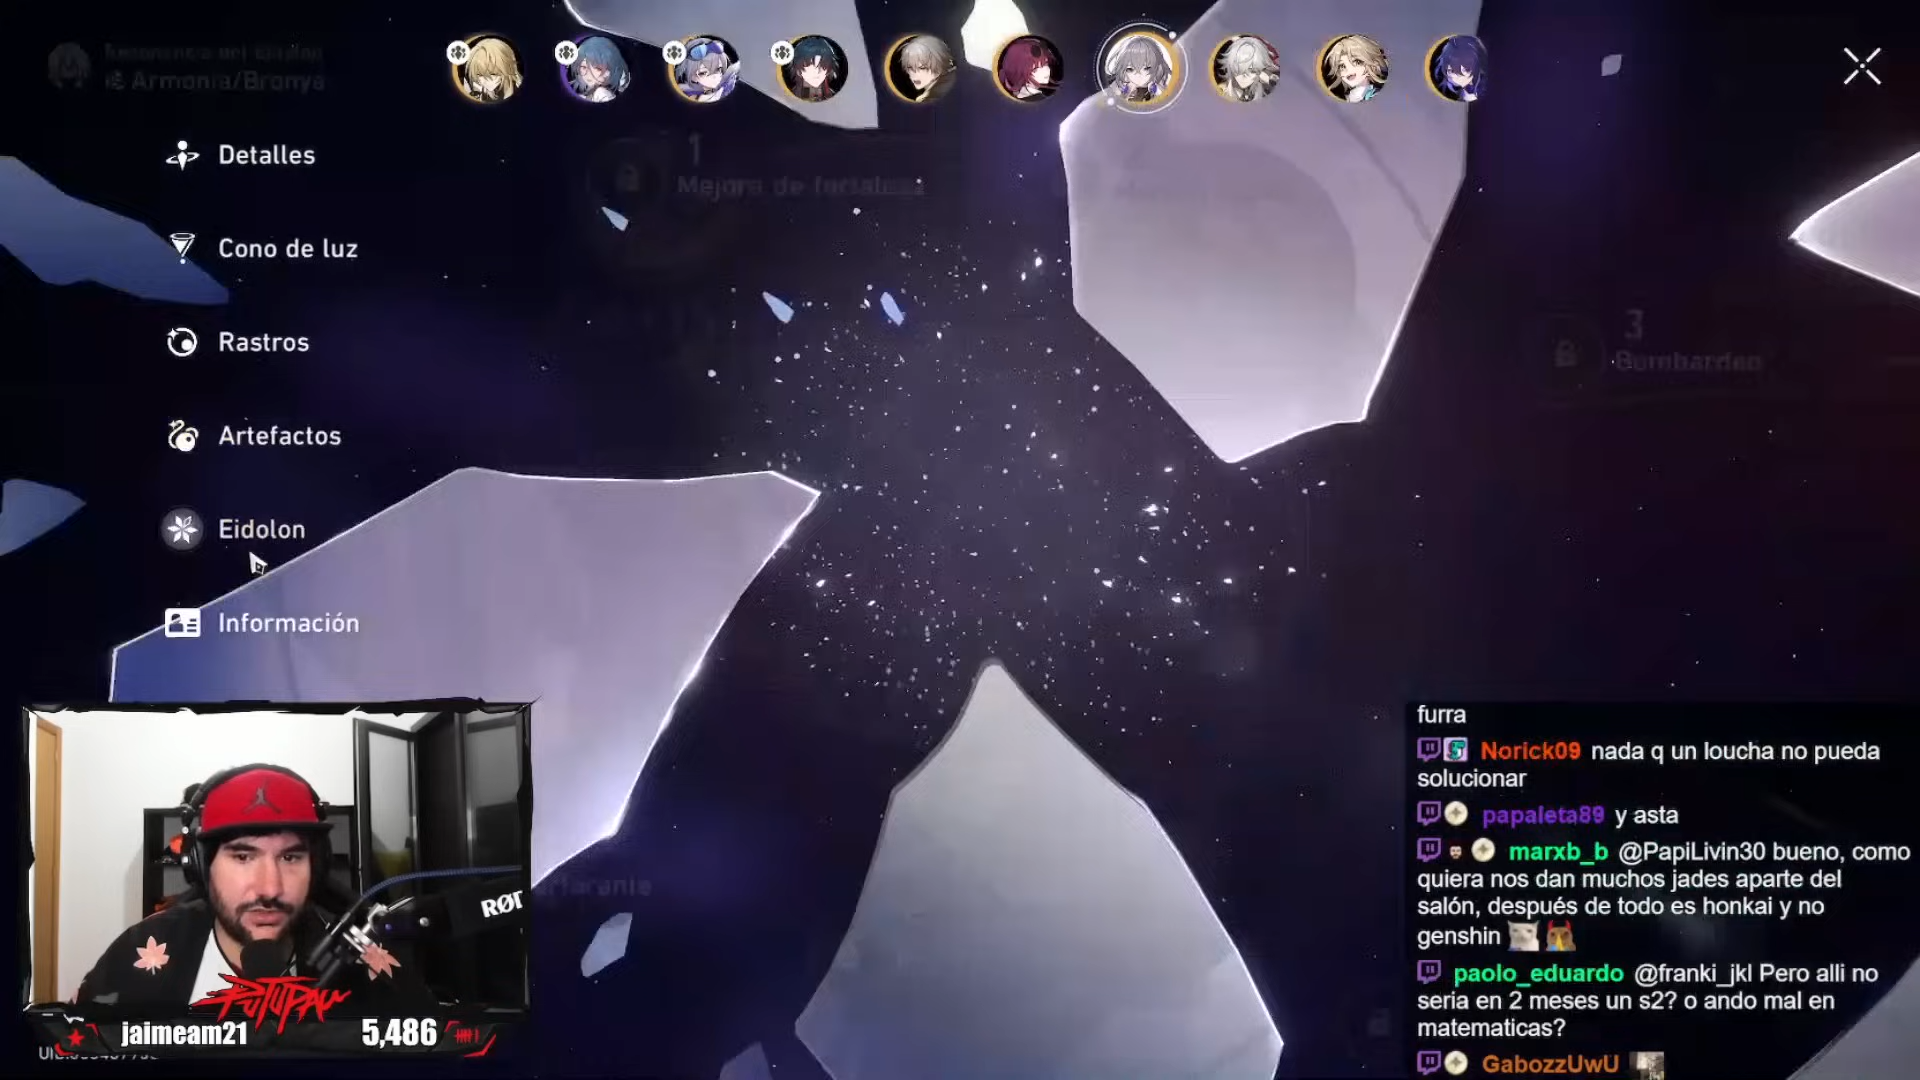 Armonía/Bronya
Detalles
Cono de luz
Rastros
Artefactos
Eidolon
Información
1
Mejora de fortaleza
3
Bombardeo
furra
Norick09 nada q un loucha no pueda
solucionar
papaleta89 y asta
marxb_b @PapiLivin30 bueno, como
quiera nos dan muchos jades aparte del
salón, después de todo es honkai y no
genshin
paolo_eduardo @franki_jkl Pero alli no
seria en 2 meses un s2? o ando mal en
matematicas?
GabozzUwU
RØT
jaimeam21
5,486